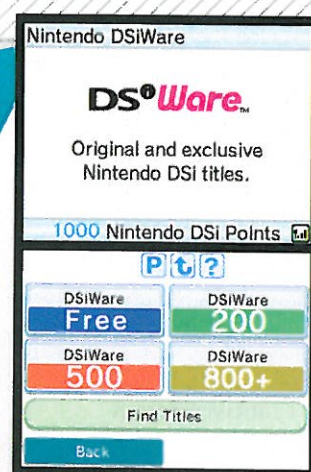 Nintendo DSiWare
DSiWare™
Original and exclusive
Nintendo DSi titles.
1000 Nintendo DSi Points
P ?
DSiWare
Free
DSiWare
200
DSiWare
500
DSiWare
800+
Find Titles
Back